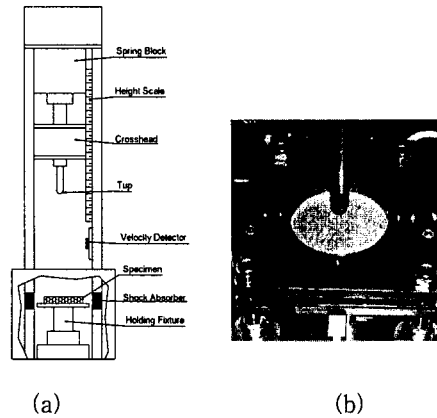 Spring Block
Height Scale
Crosshead
Tup
Velocity Detector
Specimen
Shock Absorber
Holding Fixture
(a)
(b)